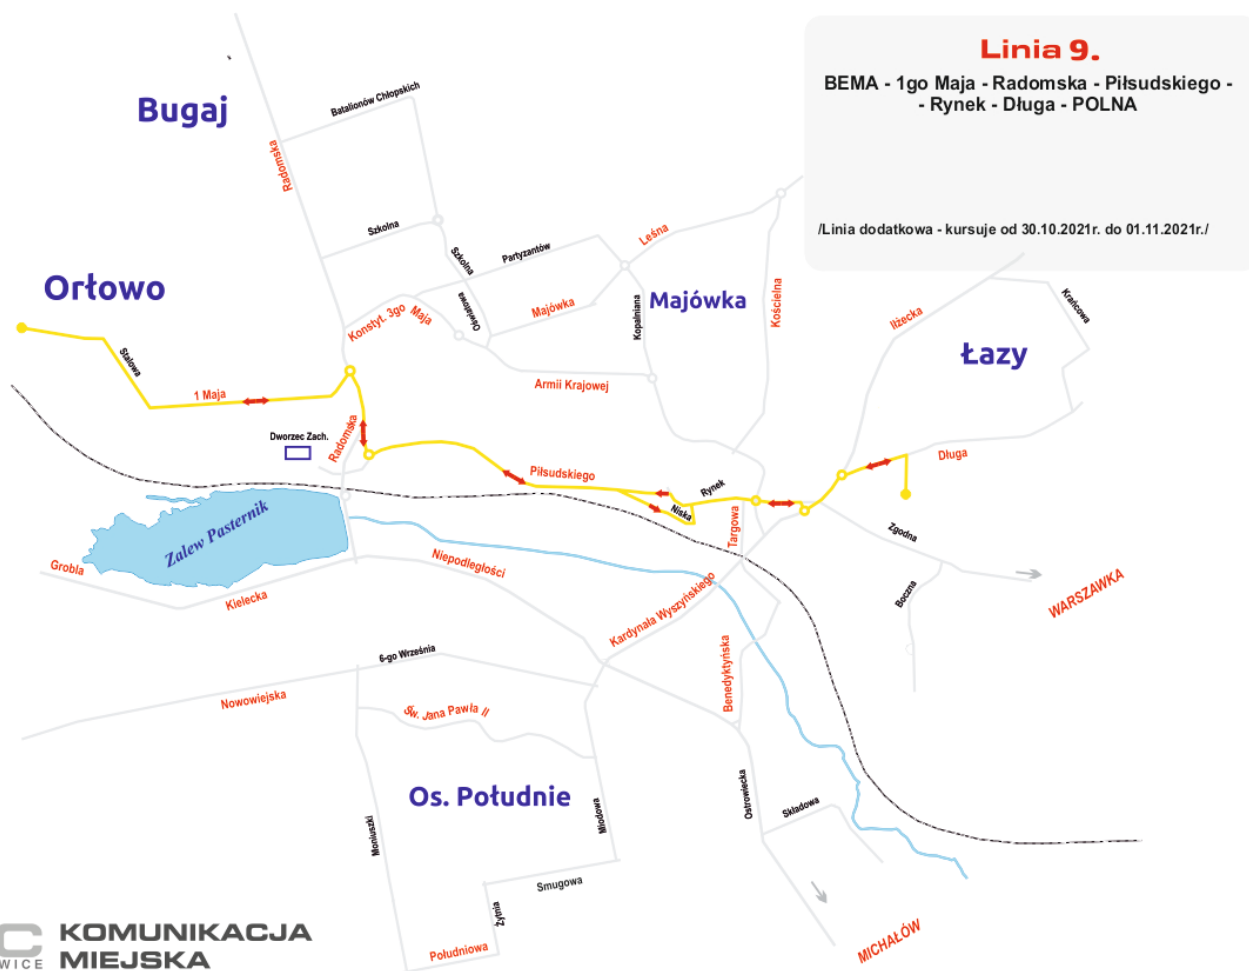 Linia 9.
BEMA - 1go Maja - Radomska - Piłsudskiego -
- Rynek - Długa - POLNA
/Linia dodatkowa - kursuje od 30.10.2021r. do 01.11.2021r./
Bugaj
Batalionów Chłopskich
Radomska
Szkolna
Szkolna
Partyzantów
Leśna
Orłowo
Oświatowa
Majówka
Kopalniana
Majówka
Kościelna
Konstyt. 3go Maja
Iłżecka
Krańcowa
Łazy
Stalowa
1 Maja
Armii Krajowej
Dworzec Zach.
Radomska
Piłsudskiego
Długa
Rynek
Niska
Targowa
Zgodna
Zalew Pasternik
Grobla
Kielecka
Niepodległości
Kardynała Wyszyńskiego
Boczna
WARSZAWKA
6-go Września
Nowowiejska
Benedyktyńska
Św. Jana Pawła II
Os. Południe
Moniuszki
Miodowa
Ostrowiecka
Składowa
Smugowa
Żytnia
Południowa
MICHAŁÓW
C KOMUNIKACJA
WICE MIEJSKA